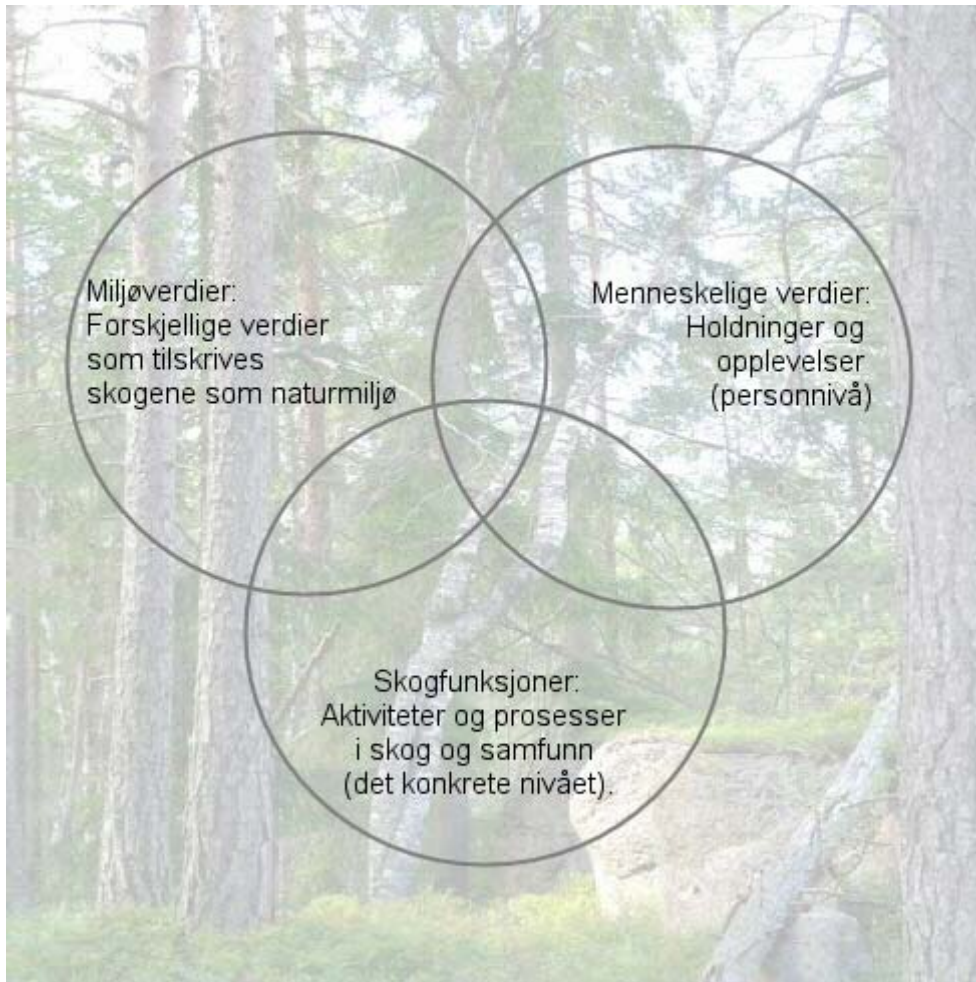 Miljøverdier:
Forskjellige verdier
som tilskrives
skogene som naturmiljø
Menneskelige verdier:
Holdninger og
opplevelser
(personnivå)
Skogfunksjoner:
Aktiviteter og prosesser
i skog og samfunn
(det konkrete nivået).